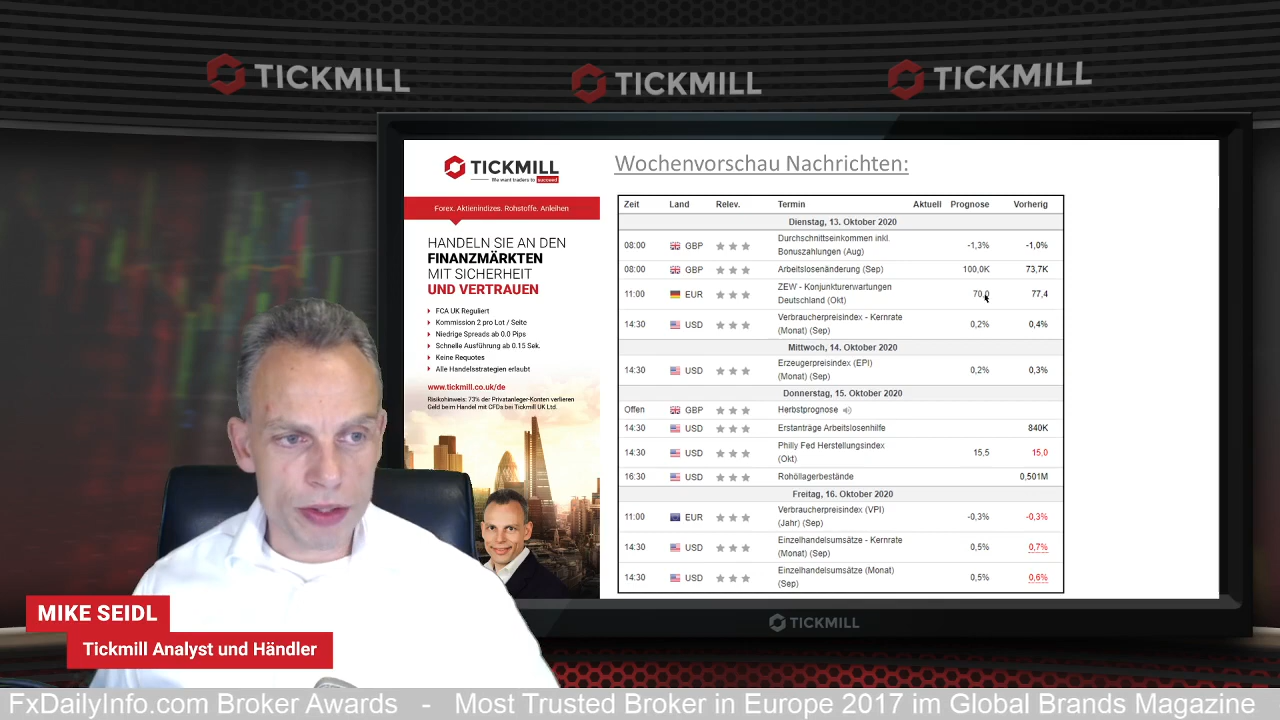 TICKMILL
TICKMILL
TICKMILL
TICKMILL
We want traders to succeed
Forex. Aktienindizes. Rohstoffe. Anleihen
HANDELN SIE AN DEN
FINANZMÄRKTEN
MIT SICHERHEIT
UND VERTRAUEN
FCA UK Reguliert
Kommission 2 pro Lot / Seite
Niedrige Spreads ab 0.0 Pips
Schnelle Ausführung ab 0.15 Sek.
Keine Requotes
Alle Handelsstrategien erlaubt
www.tickmill.co.uk/de
Risikohinweis: 73% der Privatanleger-Konten verlieren
Geld beim Handel mit CFDs bei Tickmill UK Ltd.
Wochenvorschau Nachrichten:
Zeit Land Relev. Termin Aktuell Prognose Vorherig
Dienstag, 13. Oktober 2020
08:00 GBP Durchschnittseinkommen inkl. -1,3% -1,0%
Bonuszahlungen (Aug)
08:00 GBP Arbeitslosenänderung (Sep) 100,0K 73,7K
11:00 EUR ZEW - Konjunkturerwartungen 70,0 77,4
Deutschland (Okt)
14:30 USD Verbraucherpreisindex - Kernrate 0,2% 0,4%
(Monat) (Sep)
Mittwoch, 14. Oktober 2020
14:30 USD Erzeugerpreisindex (EPI) 0,2% 0,3%
(Monat) (Sep)
Donnerstag, 15. Oktober 2020
Offen GBP Herbstprognose
14:30 USD Erstanträge Arbeitslosenhilfe 840K
14:30 USD Philly Fed Herstellungsindex 15,5 15,0
(Okt)
16:30 USD Rohöllagerbestände 0,501M
Freitag, 16. Oktober 2020
11:00 EUR Verbraucherpreisindex (VPI) -0,3% -0,3%
(Jahr) (Sep)
14:30 USD Einzelhandelsumsätze - Kernrate 0,5% 0,7%
(Monat) (Sep)
14:30 USD Einzelhandelsumsätze (Monat) 0,5% 0,6%
(Sep)
TICKMILL
MIKE SEIDL
Tickmill Analyst und Händler
FxDailyInfo.com Broker Awards - Most Trusted Broker in Europe 2017 im Global Brands Magazine